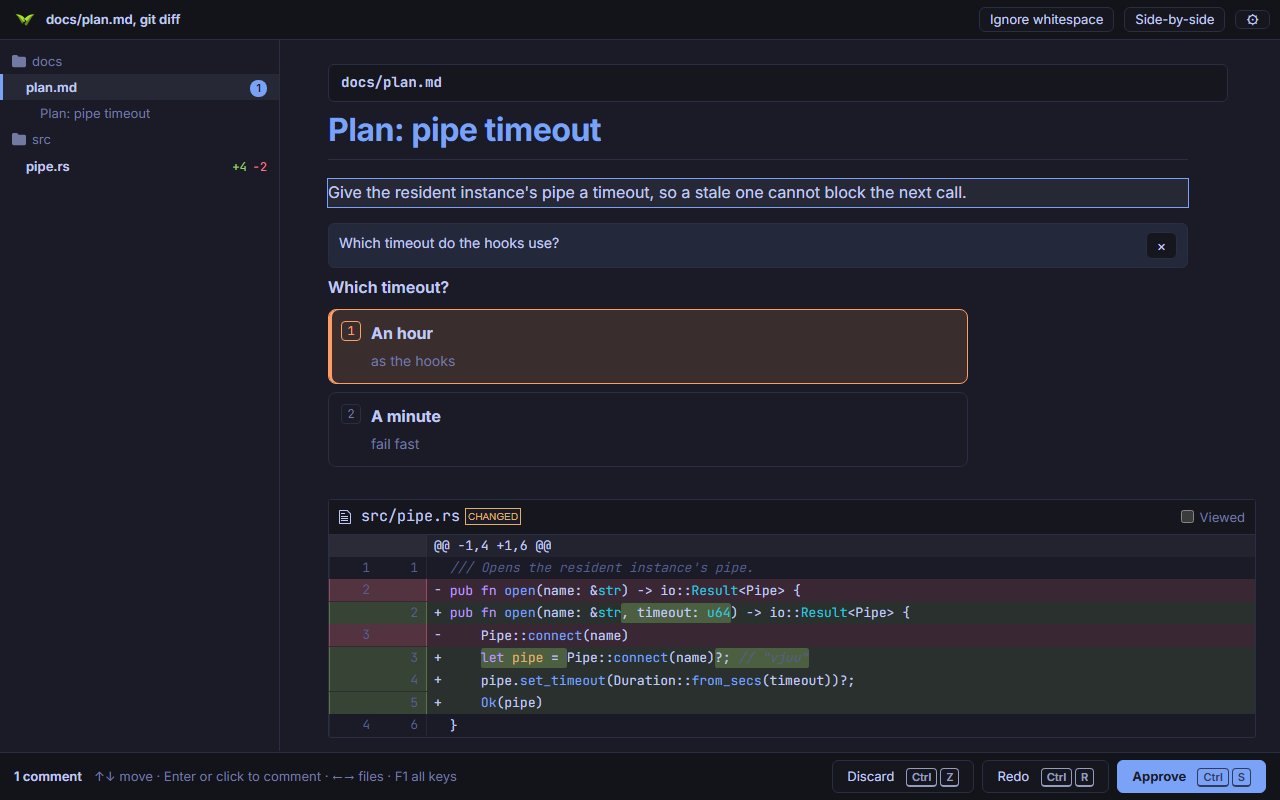 docs/plan.md, git diff
Ignore whitespace
Side-by-side
docs
plan.md 1
Plan: pipe timeout
src
pipe.rs +4 -2
docs/plan.md
Plan: pipe timeout
Give the resident instance's pipe a timeout, so a stale one cannot block the next call.
Which timeout do the hooks use? ×
Which timeout?
1 An hour
as the hooks
2 A minute
fail fast
src/pipe.rs CHANGED Viewed
@@ -1,4 +1,6 @@
1 1 /// Opens the resident instance's pipe.
2 - pub fn open(name: &str) -> io::Result<Pipe> {
2 + pub fn open(name: &str, timeout: u64) -> io::Result<Pipe> {
3 - Pipe::connect(name)
3 + let pipe = Pipe::connect(name)?; // "vjou"
4 + pipe.set_timeout(Duration::from_secs(timeout))?;
5 + Ok(pipe)
4 6 }
1 comment ↑↓ move · Enter or click to comment · ←→ files · F1 all keys
Discard Ctrl Z
Redo Ctrl R
Approve Ctrl S